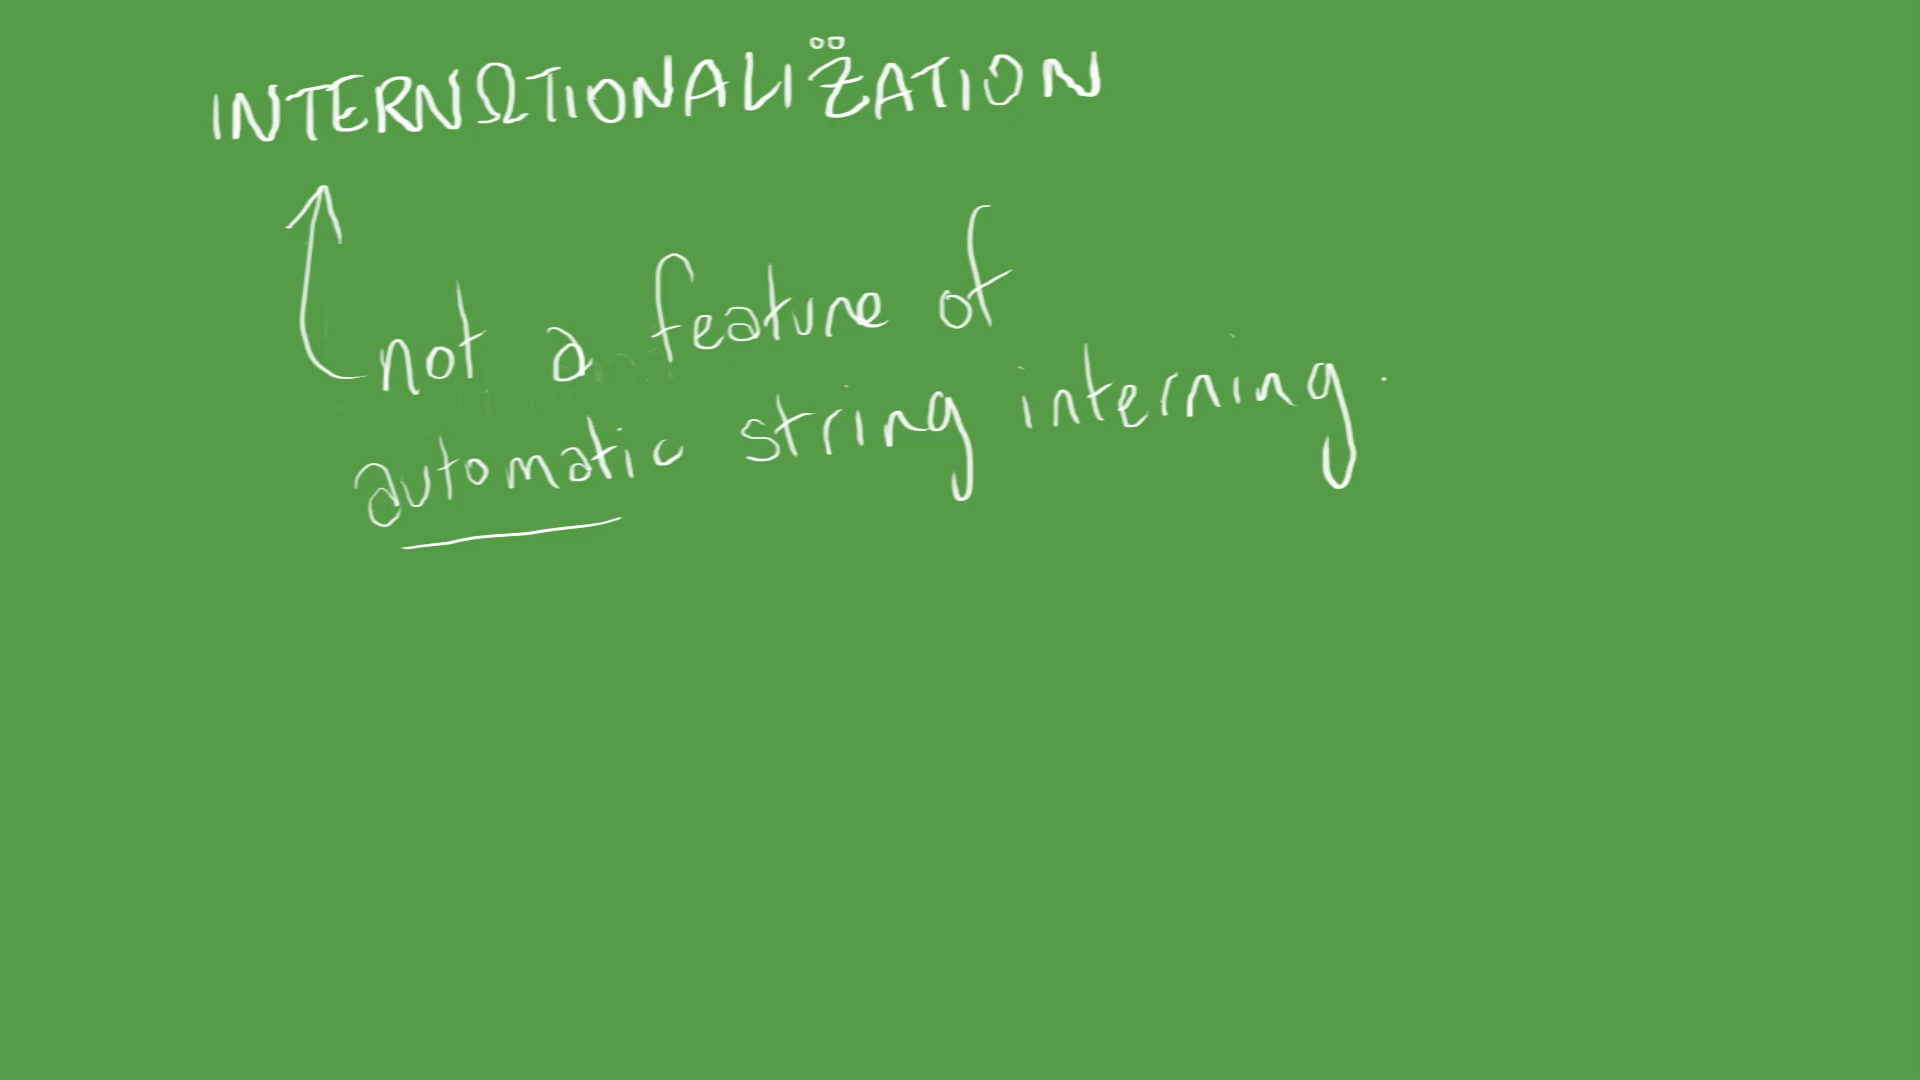 INTERNΩTIONALIZ̈ATION
not a feature of
automatic string interning.